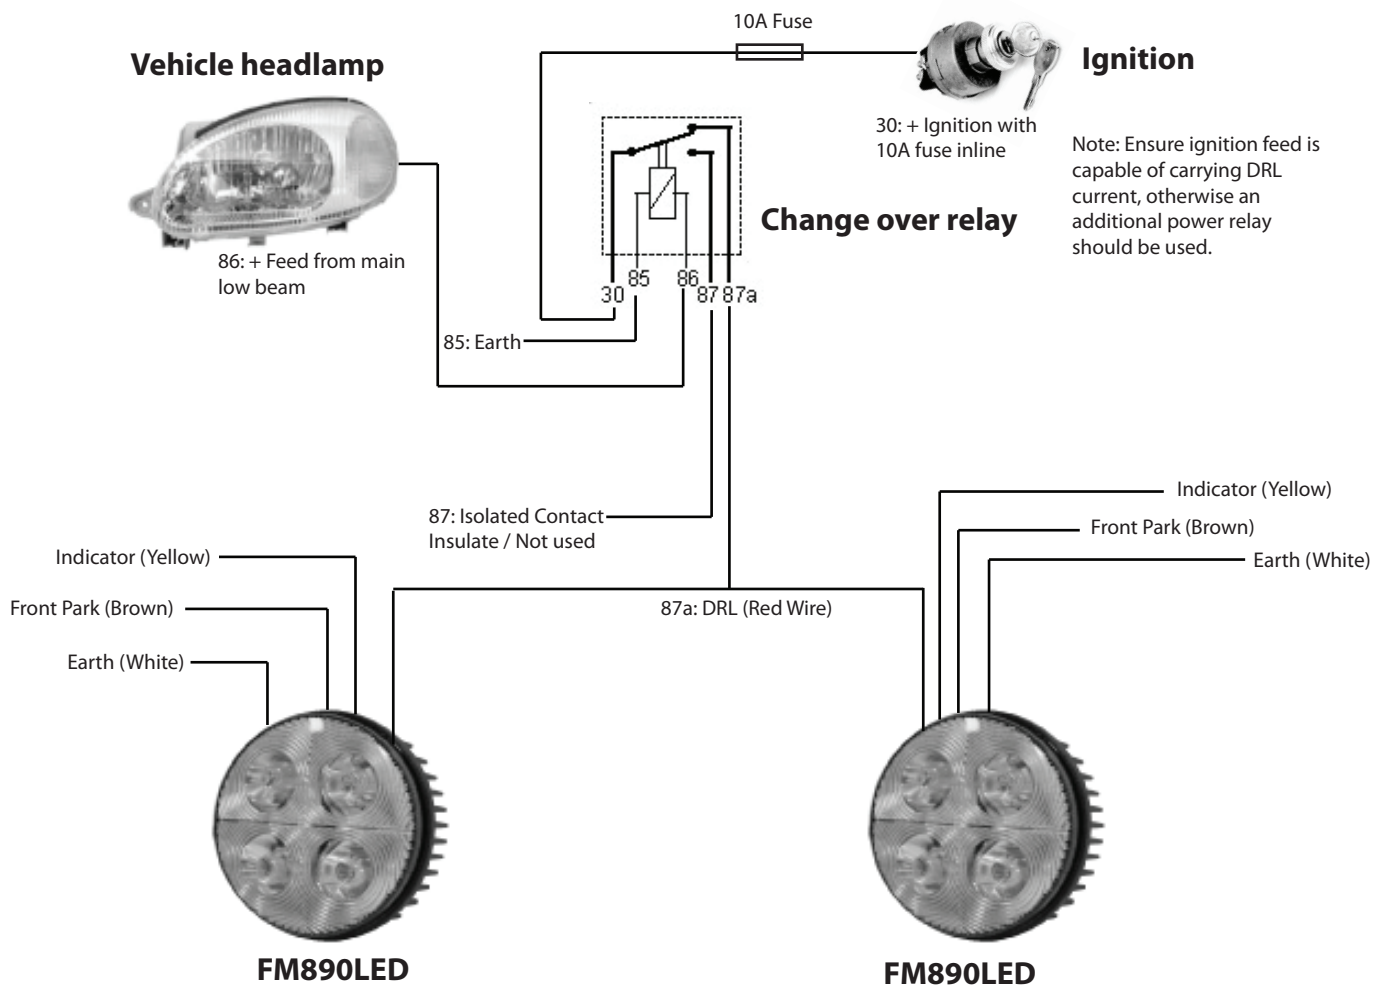 10A Fuse
Vehicle headlamp
Ignition
30: + Ignition with
10A fuse inline
Note: Ensure ignition feed is
capable of carrying DRL
current, otherwise an
additional power relay
should be used.
Change over relay
86: + Feed from main
low beam
30
85
86
87
87a
85: Earth
87: Isolated Contact
Insulate / Not used
Indicator (Yellow)
Front Park (Brown)
Earth (White)
Indicator (Yellow)
Front Park (Brown)
Earth (White)
87a: DRL (Red Wire)
FM890LED
FM890LED